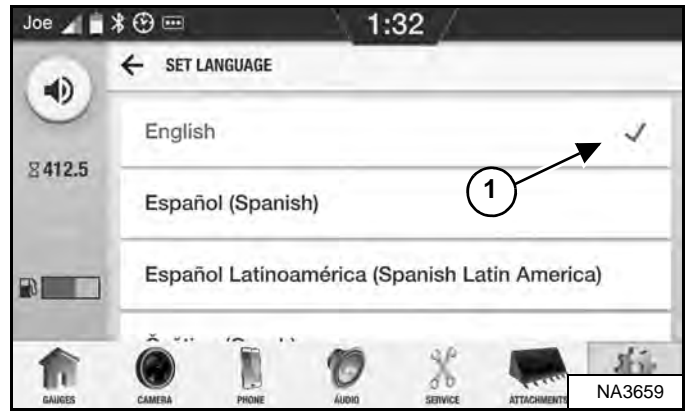 Joe 1:32
SET LANGUAGE
English
1
412.5
Español (Spanish)
Español Latinoamérica (Spanish Latin America)
GAUGES CAMERA PHONE ÁUDIO SERVICE ATTACHMENTS
NA3659